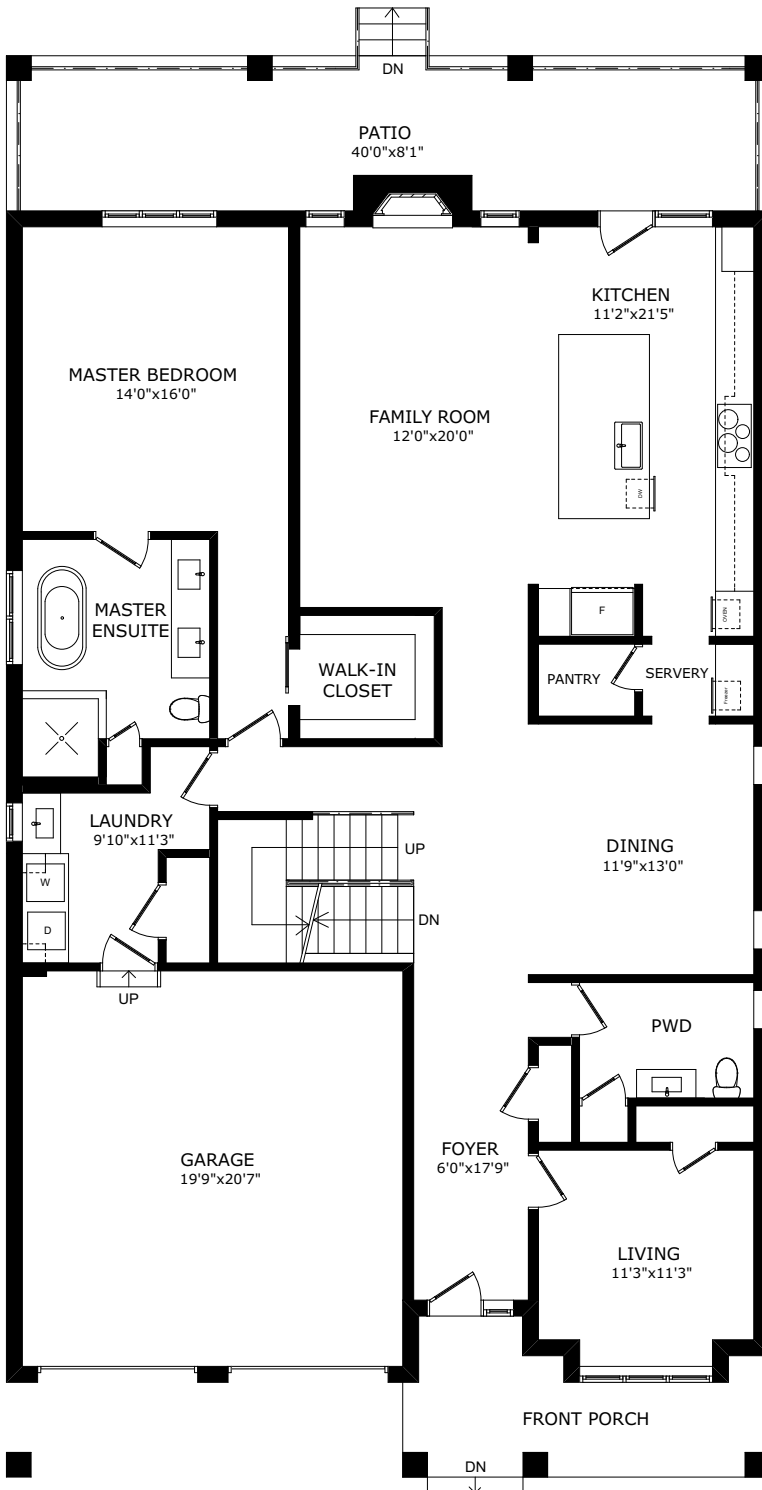 DN
PATIO
40'0"x8'1"
KITCHEN
11'2"x21'5"
MASTER BEDROOM
14'0"x16'0"
FAMILY ROOM
12'0"x20'0"
DW
MASTER
ENSUITE
F
OVEN
WALK-IN
CLOSET
PANTRY
SERVERY
Freezer
LAUNDRY
9'10"x11'3"
UP
DINING
11'9"x13'0"
W
D
DN
UP
PWD
GARAGE
19'9"x20'7"
FOYER
6'0"x17'9"
LIVING
11'3"x11'3"
FRONT PORCH
DN